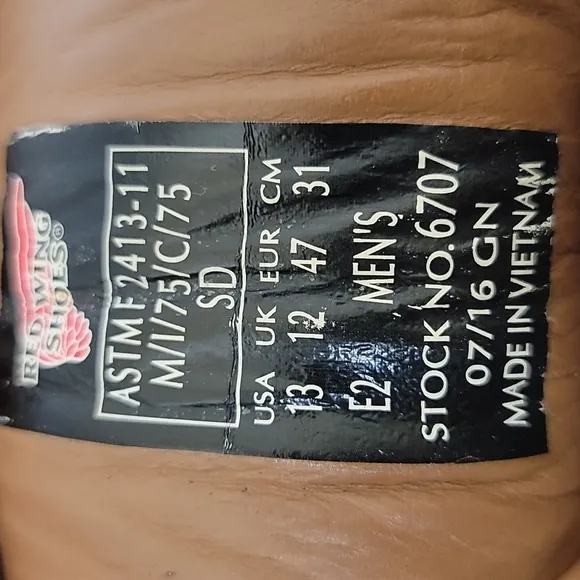 RED WING
SHOES®
ASTM F 2413-11
M/I/75/C/75
SD
USA UK EUR CM
13 12 47 31
E2 MEN'S
STOCK NO.6707
07/16 GN
MADE IN VIETNAM